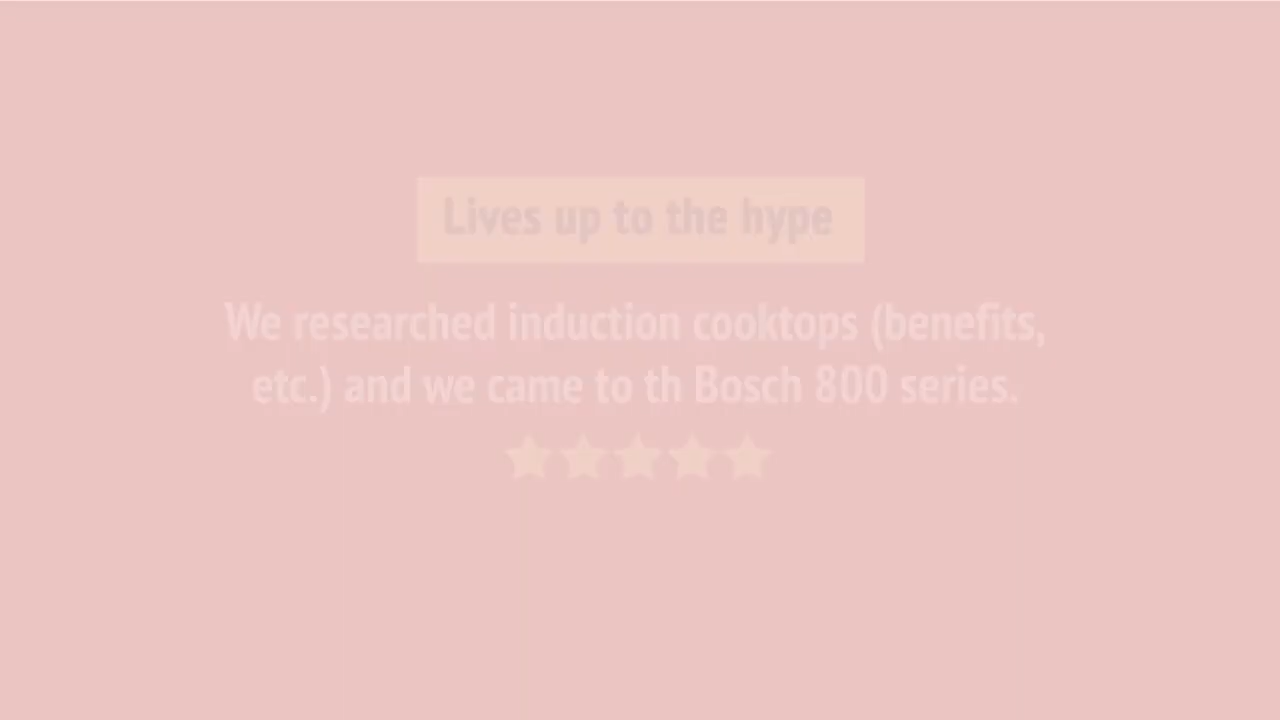 Lives up to the hype
We researched induction cooktops (benefits,
etc.) and we came to th Bosch 800 series.